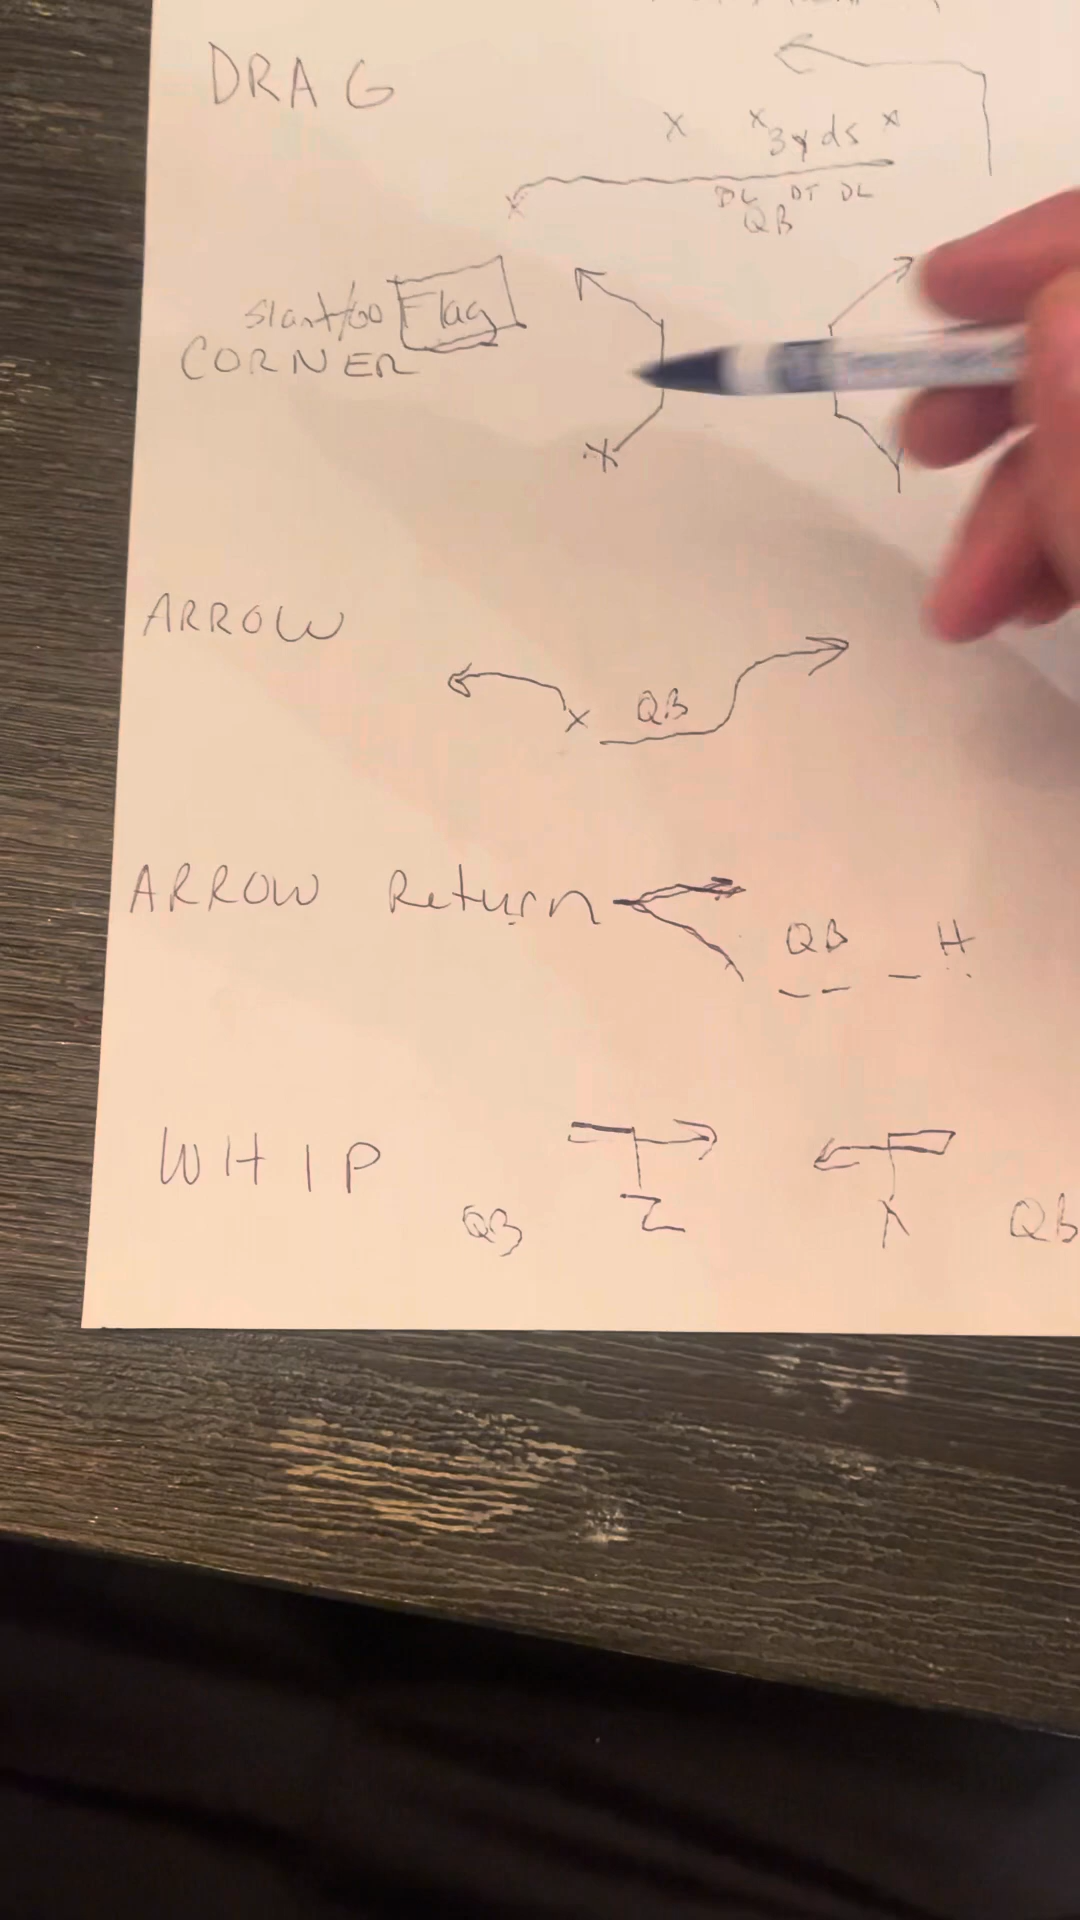 DRAG
X X X
3yds
X
DL DT DL
QB
slant/Go Flag
CORNER
X
ARROW
X QB
ARROW Return
QB H
WHIP
QB Z X QB